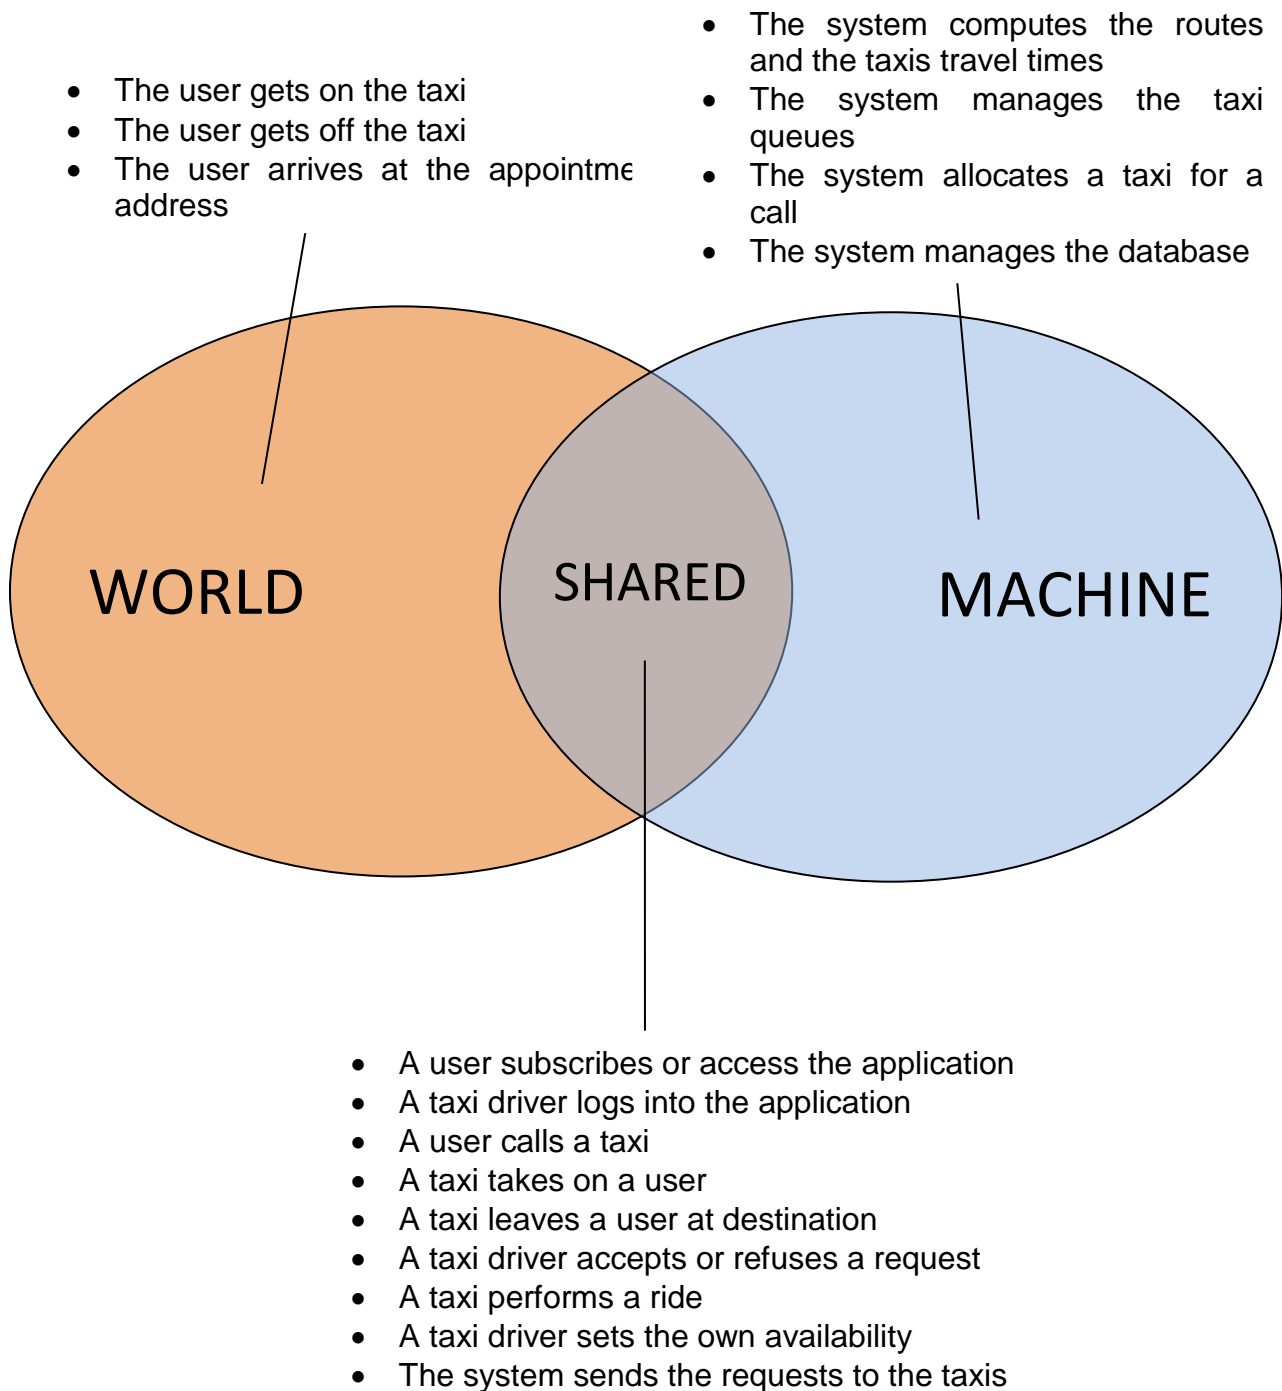 • The user gets on the taxi
• The user gets off the taxi
• The user arrives at the appointme
address
• The system computes the routes
and the taxis travel times
• The system manages the taxi
queues
• The system allocates a taxi for a
call
• The system manages the database
WORLD
SHARED
MACHINE
• A user subscribes or access the application
• A taxi driver logs into the application
• A user calls a taxi
• A taxi takes on a user
• A taxi leaves a user at destination
• A taxi driver accepts or refuses a request
• A taxi performs a ride
• A taxi driver sets the own availability
• The system sends the requests to the taxis